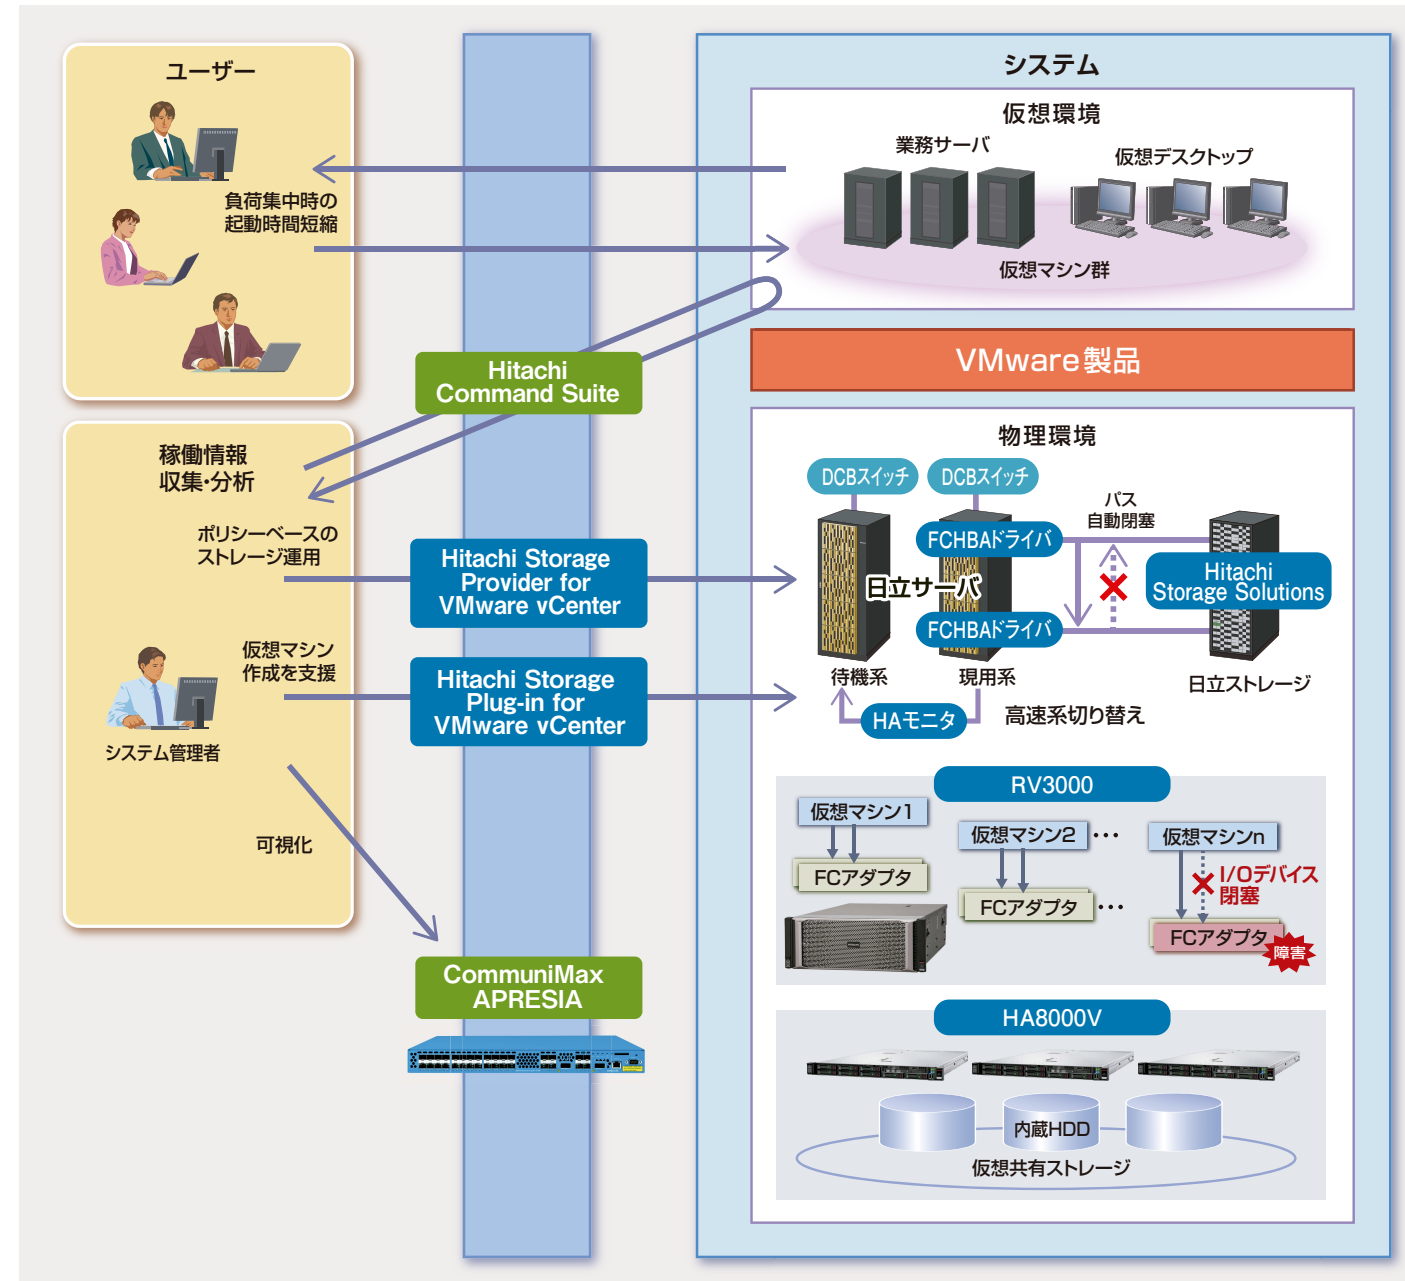 ユーザー
負荷集中時の
起動時間短縮
稼働情報
収集・分析
ポリシーベースの
ストレージ運用
仮想マシン
作成を支援
システム管理者
可視化
Hitachi
Command Suite
Hitachi Storage
Provider for
VMware vCenter
Hitachi Storage
Plug-in for
VMware vCenter
CommuniMax
APRESIA
システム
仮想環境
業務サーバ
仮想デスクトップ
仮想マシン群
VMware製品
物理環境
DCBスイッチ
DCBスイッチ
パス
自動閉塞
FCHBAドライバ
日立サーバ
Hitachi
Storage Solutions
FCHBAドライバ
待機系
現用系
日立ストレージ
HAモニタ
高速系切り替え
RV3000
仮想マシン1
仮想マシン2
…
仮想マシンn
FCアダプタ
FCアダプタ
…
I/Oデバイス
閉塞
FCアダプタ
障害
HA8000V
内蔵HDD
仮想共有ストレージ